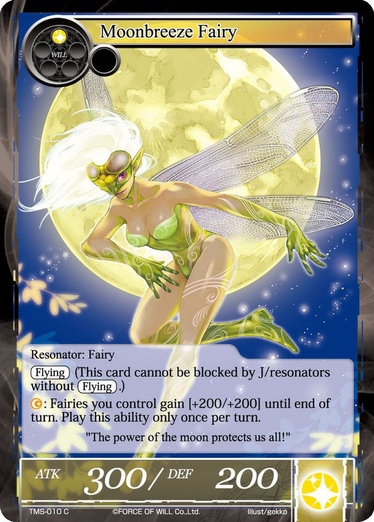 Moonbreeze Fairy
WILL
Resonator: Fairy
Flying (This card cannot be blocked by J/resonators
without Flying.)
: Fairies you control gain [+200/+200] until end of
turn. Play this ability only once per turn.
"The power of the moon protects us all!"
ATK 300/ DEF 200
TMS-010 C ©FORCE OF WILL Co.,Ltd. Illust/gekko